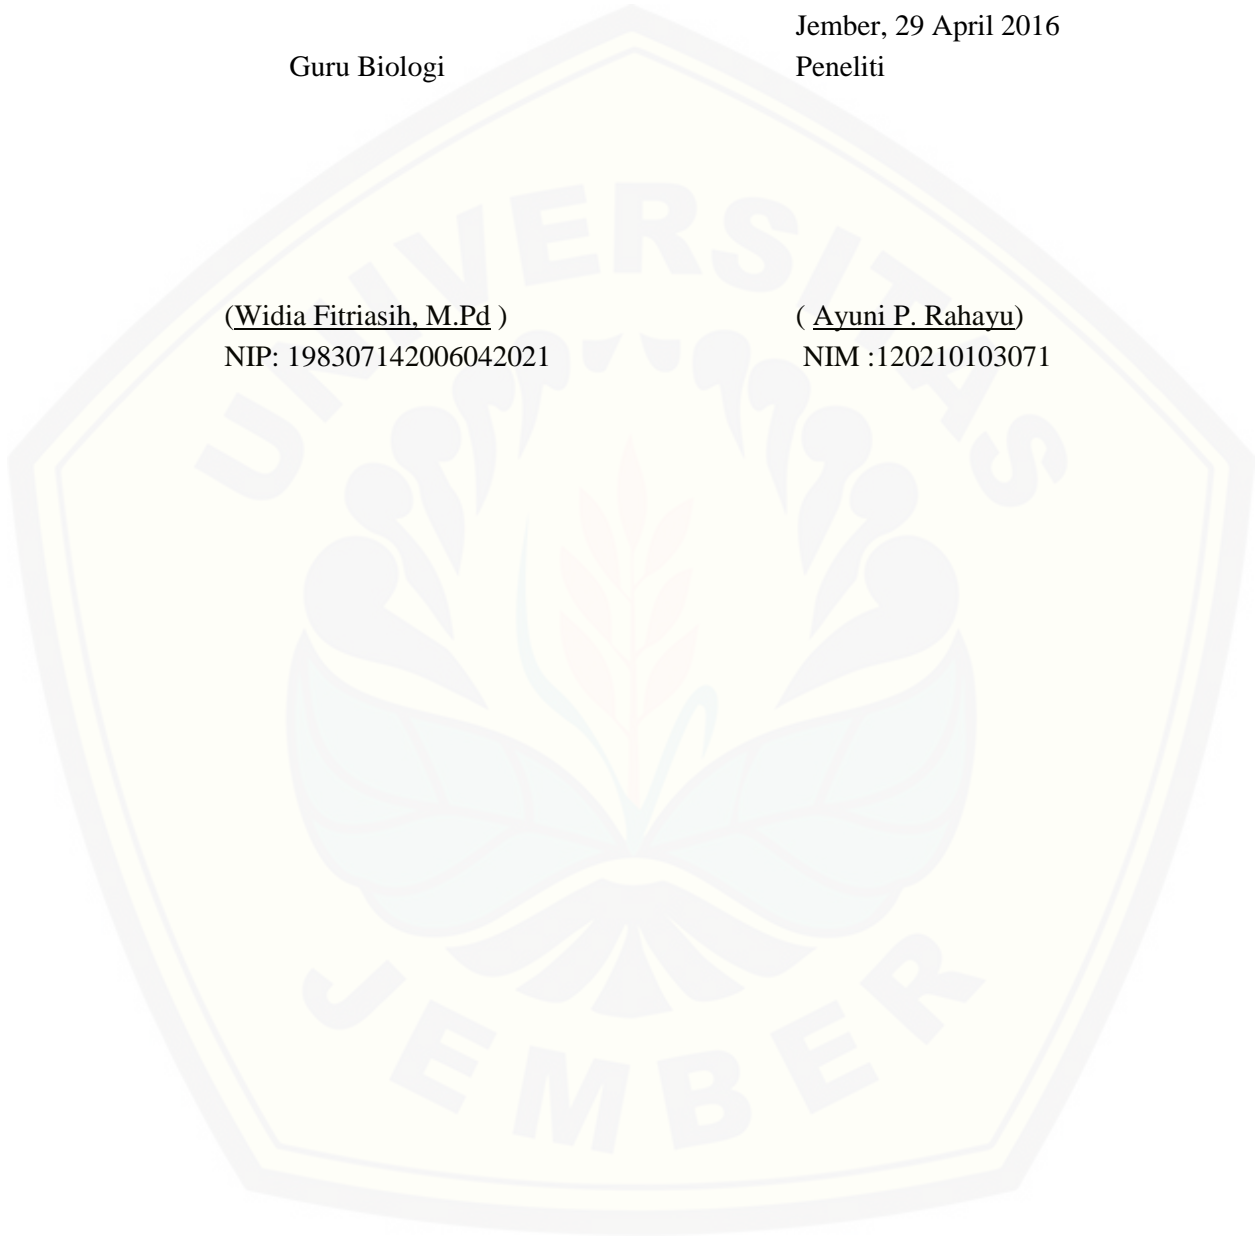 Jember, 29 April 2016
Guru Biologi Peneliti
(Widia Fitriasih, M.Pd ) ( Ayuni P. Rahayu)
NIP: 198307142006042021 NIM :120210103071
UNIVERSITAS
JEMBER